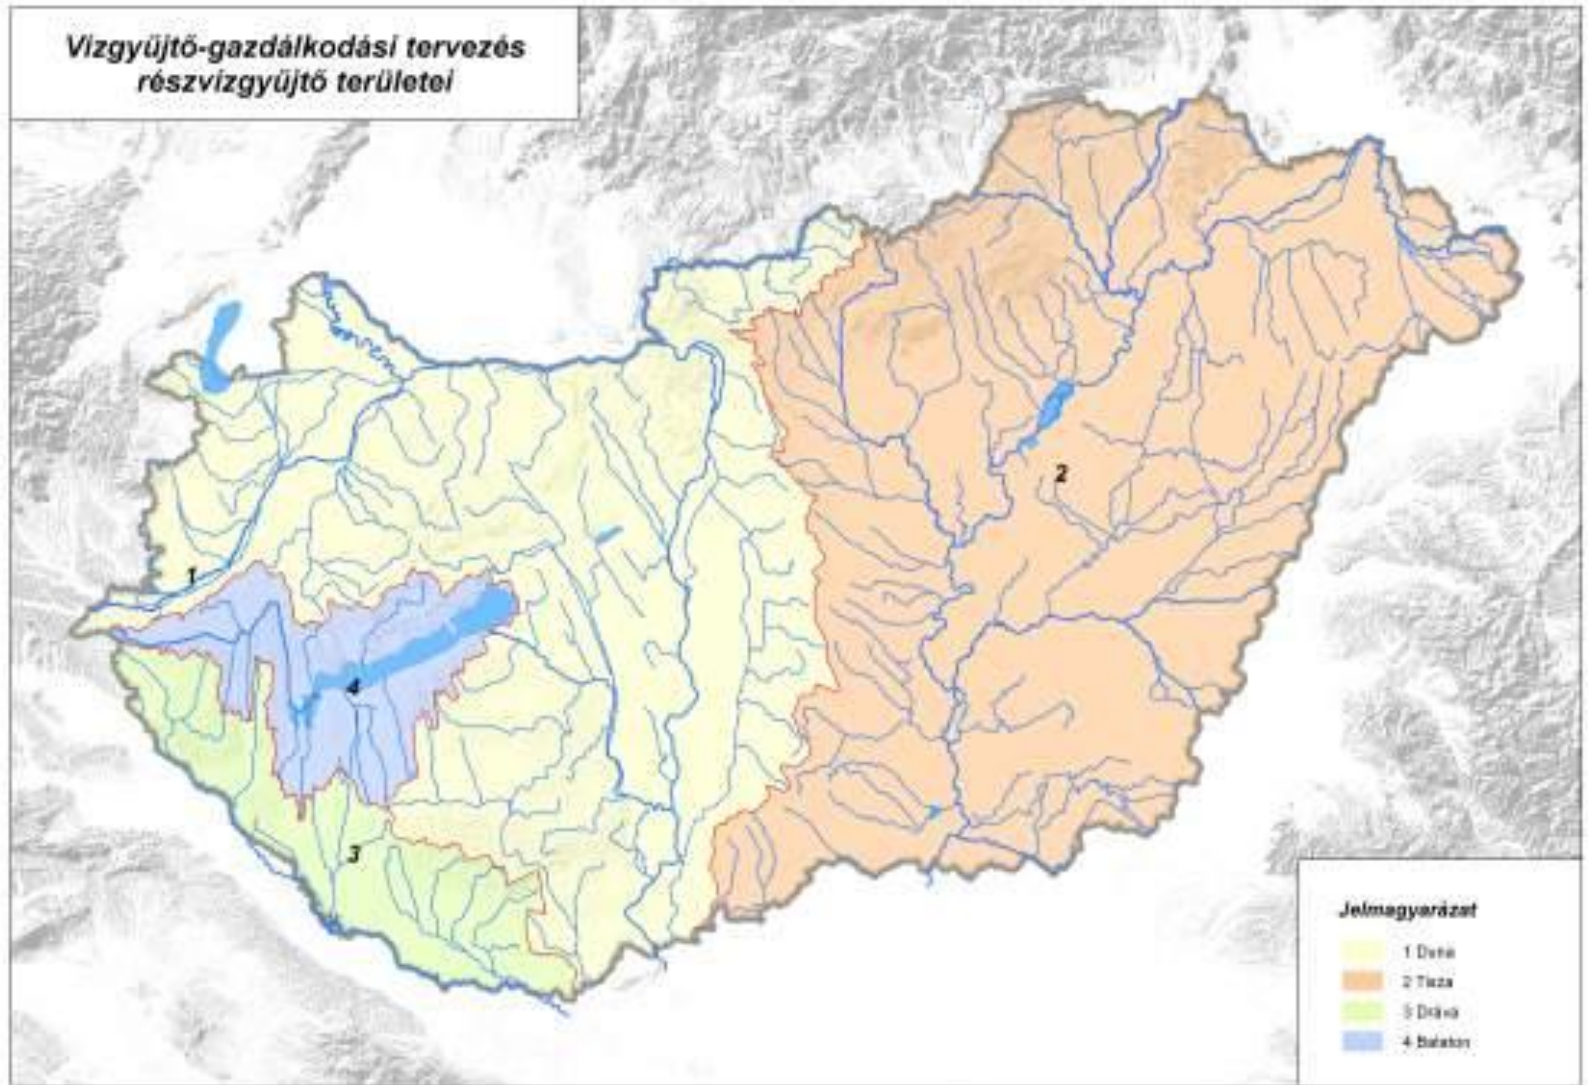 Vízgyűjtő-gazdálkodási tervezés
részvízgyűjtő területei
1
2
3
4
Jelmagyarázat
1 Duna
2 Tisza
3 Dráva
4 Balaton